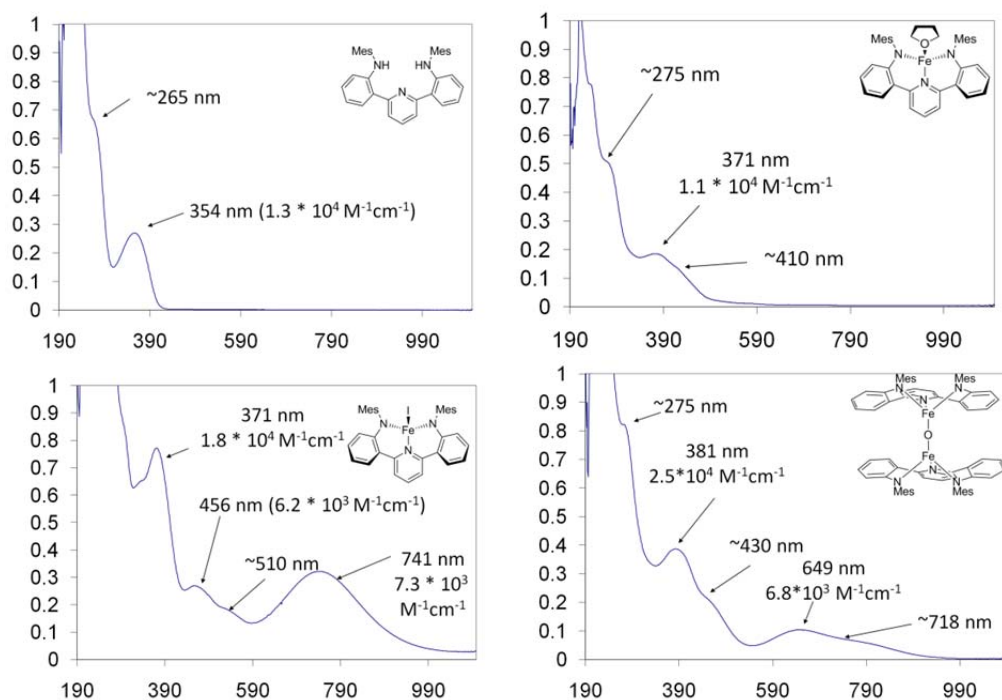 1
0.9
0.8
0.7
0.6
0.5
0.4
0.3
0.2
0.1
0
190 390 590 790 990
~265 nm
354 nm (1.3 * 10⁴ M⁻¹cm⁻¹)
Mes
NH
Mes
HN
N
1
0.9
0.8
0.7
0.6
0.5
0.4
0.3
0.2
0.1
0
190 390 590 790 990
~275 nm
371 nm
1.1 * 10⁴ M⁻¹cm⁻¹
~410 nm
O
Mes
N
Fe
N
Mes
N
1
0.9
0.8
0.7
0.6
0.5
0.4
0.3
0.2
0.1
0
190 390 590 790 990
371 nm
1.8 * 10⁴ M⁻¹cm⁻¹
456 nm (6.2 * 10³ M⁻¹cm⁻¹)
~510 nm
741 nm
7.3 * 10³
M⁻¹cm⁻¹
I
Mes
N
Fe
N
Mes
N
1
0.9
0.8
0.7
0.6
0.5
0.4
0.3
0.2
0.1
0
190 390 590 790 990
~275 nm
381 nm
2.5*10⁴ M⁻¹cm⁻¹
~430 nm
649 nm
6.8*10³ M⁻¹cm⁻¹
~718 nm
Mes
Mes
N
N
N
Fe
O
Fe
N
N
N
Mes
Mes